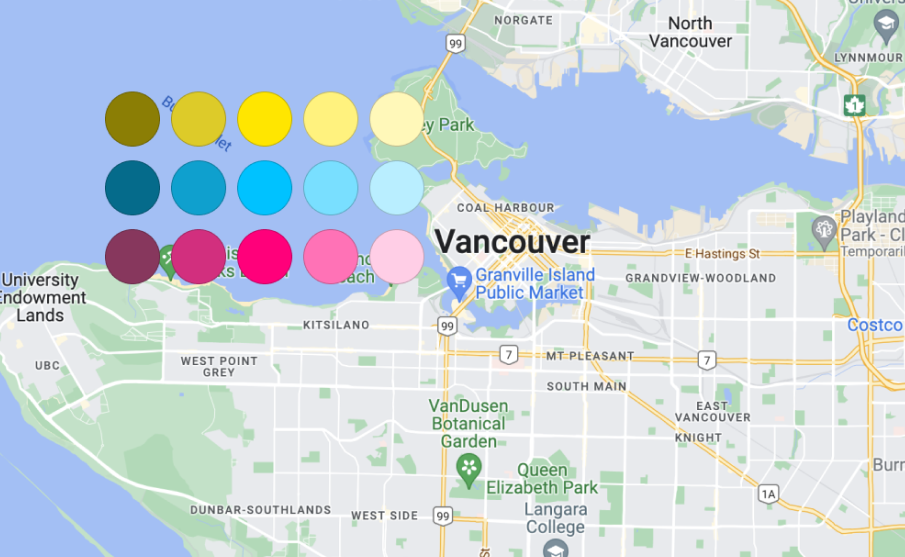 NORGATE
North
Vancouver
LYNNMOUR
99
1
Park
COAL HARBOUR
Vancouver
Playland
Park - Cl
Temporaril
E Hastings St
University
Endowment
Lands
Granville Island
Public Market
GRANDVIEW-WOODLAND
KITSILANO
99
Costco
UBC
WEST POINT
GREY
7
MT PLEASANT
7
SOUTH MAIN
VanDusen
Botanical
Garden
EAST
VANCOUVER
KNIGHT
Queen
Elizabeth Park
Burn
1A
DUNBAR-SOUTHLANDS
WEST SIDE
99
Langara
College